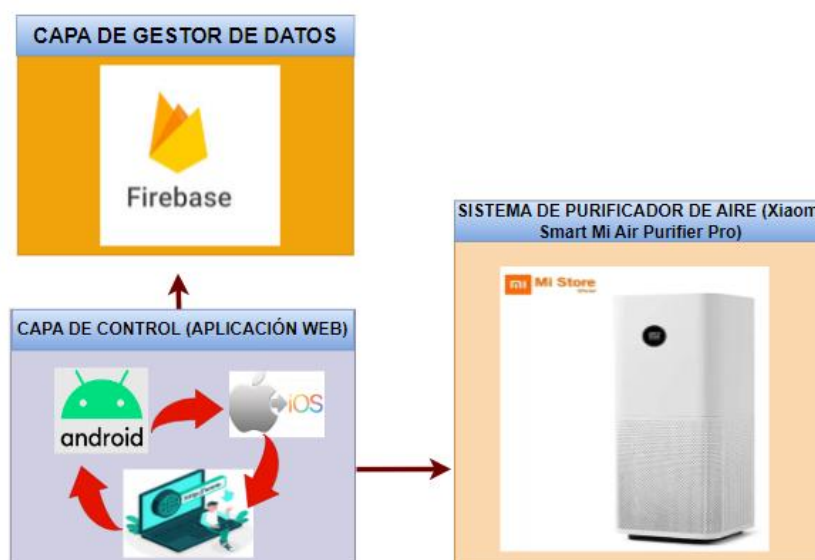 CAPA DE GESTOR DE DATOS
Firebase
SISTEMA DE PURIFICADOR DE AIRE (Xiaom
Smart Mi Air Purifier Pro)
mi Mi Store
CAPA DE CONTROL (APLICACIÓN WEB)
android
iOS